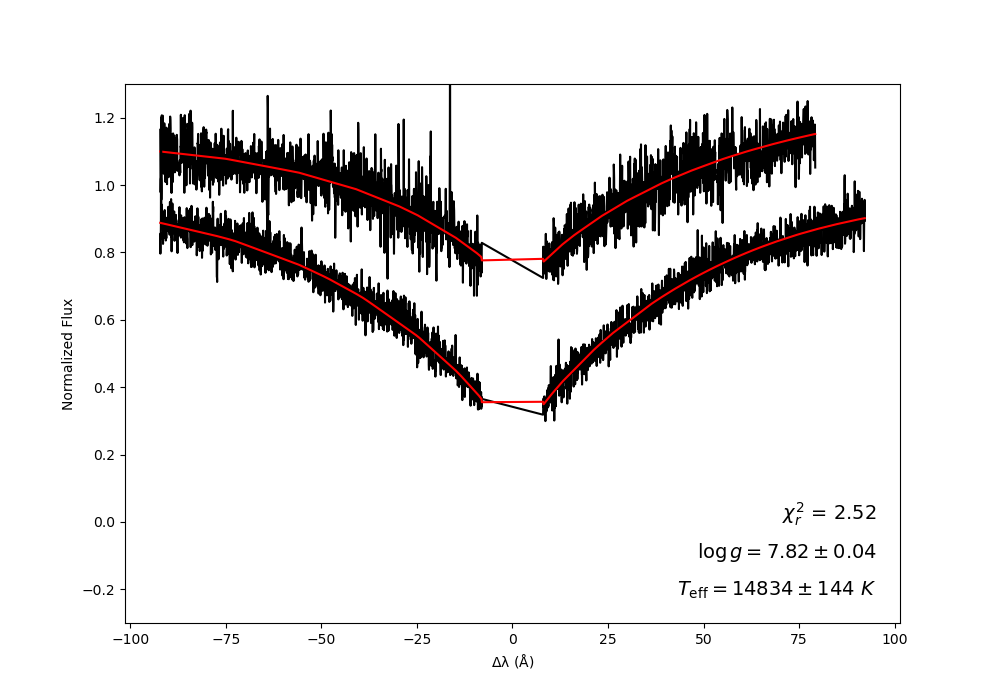 1.2
1.0
0.8
0.6
0.4
0.2
0.0
−0.2
Normalized Flux
χ²ᵣ = 2.52
log g = 7.82 ± 0.04
T_eff = 14834 ± 144 K
−100 −75 −50 −25 0 25 50 75 100
Δλ (Å)